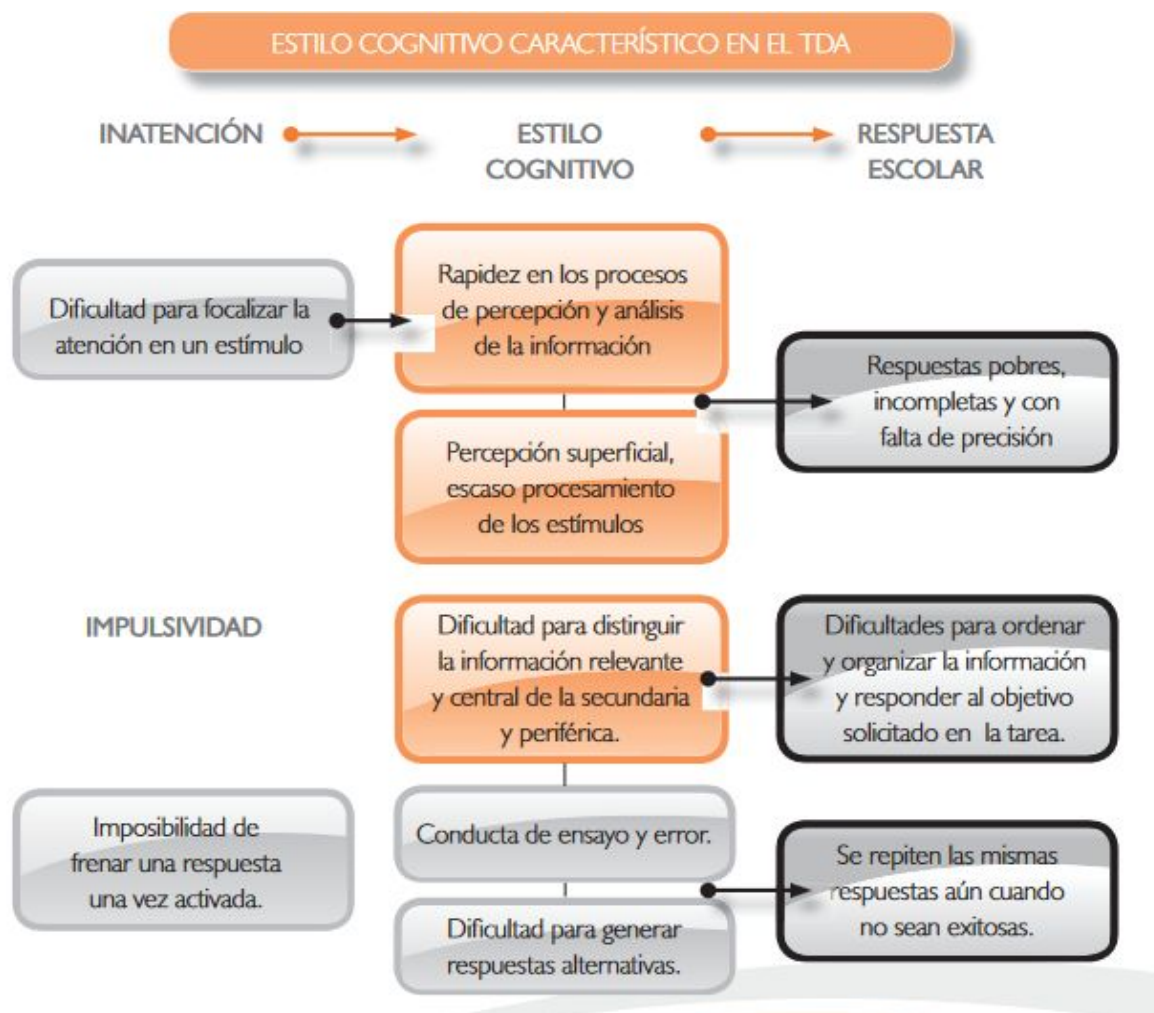 ESTILO COGNITIVO CARACTERÍSTICO EN EL TDA
INATENCIÓN
ESTILO
COGNITIVO
RESPUESTA
ESCOLAR
Dificultad para focalizar la
atención en un estímulo
Rapidez en los procesos
de percepción y análisis
de la información
Percepción superficial,
escaso procesamiento
de los estímulos
Respuestas pobres,
incompletas y con
falta de precisión
IMPULSIVIDAD
Dificultad para distinguir
la información relevante
y central de la secundaria
y periférica.
Dificultades para ordenar
y organizar la información
y responder al objetivo
solicitado en la tarea.
Imposibilidad de
frenar una respuesta
una vez activada.
Conducta de ensayo y error.
Dificultad para generar
respuestas alternativas.
Se repiten las mismas
respuestas aún cuando
no sean exitosas.